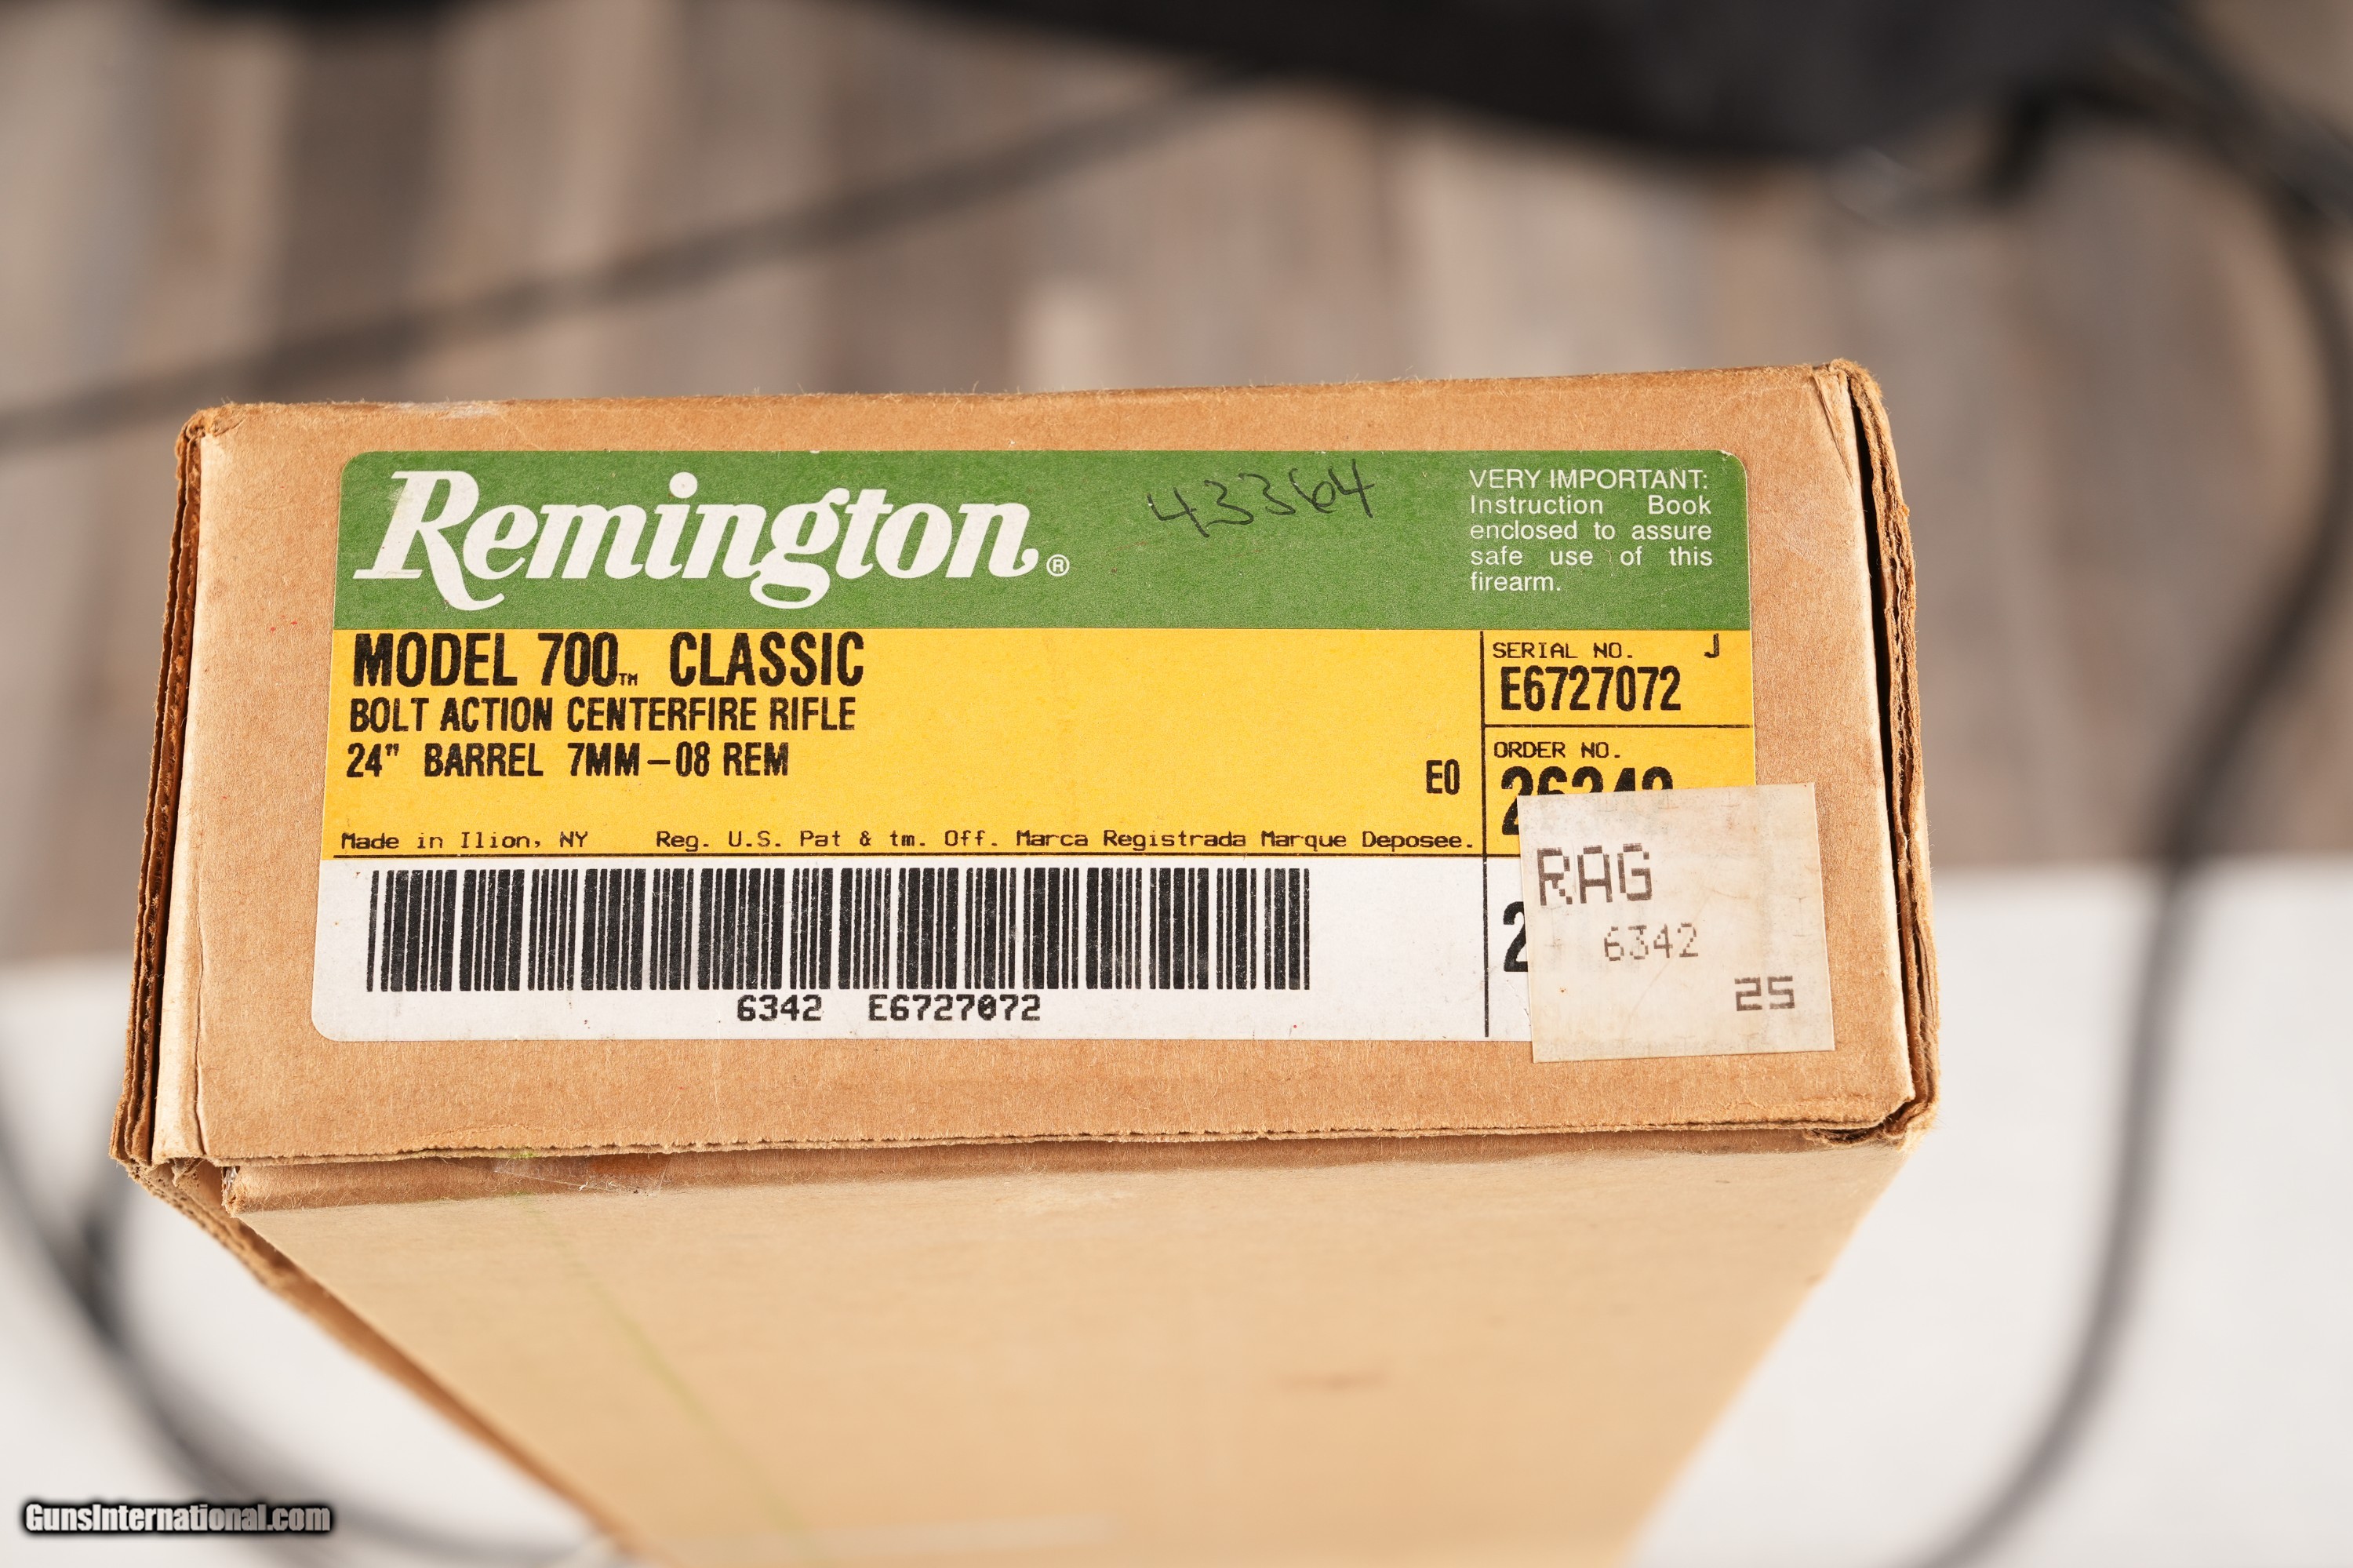 Remington®
43364
VERY IMPORTANT:
Instruction Book
enclosed to assure
safe use of this
firearm.
MODEL 700™ CLASSIC
BOLT ACTION CENTERFIRE RIFLE
24" BARREL 7MM-08 REM
E0
Made in Ilion, NY Reg. U.S. Pat & tm. Off. Marca Registrada Marque Deposee.
SERIAL NO. J
E6727072
ORDER NO.
6342 E6727072
RAG
6342
25
GunsInternational.com